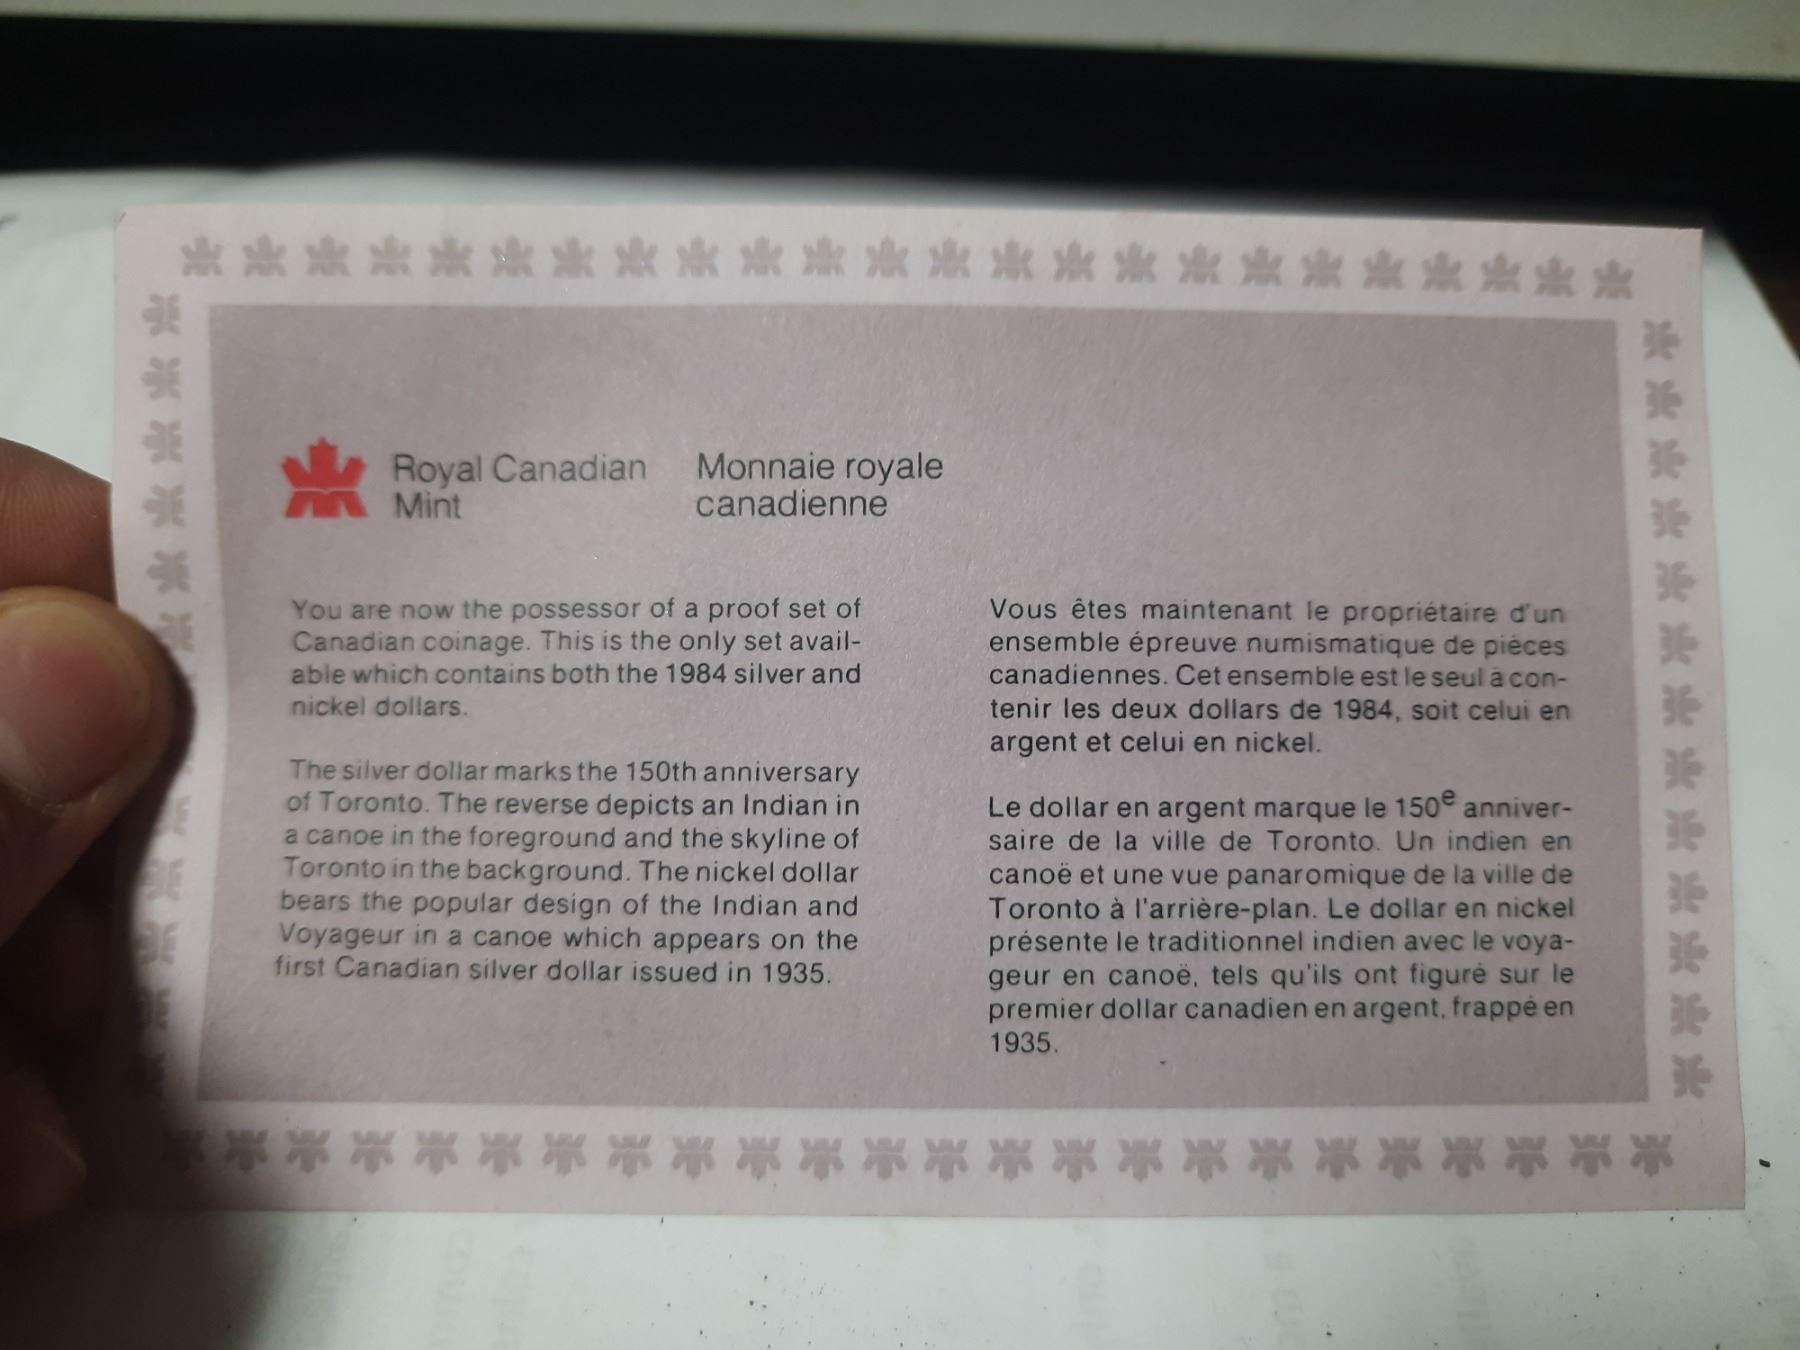 Royal Canadian
Mint
Monnaie royale
canadienne
You are now the possessor of a proof set of
Canadian coinage. This is the only set avail-
able which contains both the 1984 silver and
nickel dollars.
The silver dollar marks the 150th anniversary
of Toronto. The reverse depicts an Indian in
a canoe in the foreground and the skyline of
Toronto in the background. The nickel dollar
bears the popular design of the Indian and
Voyageur in a canoe which appears on the
first Canadian silver dollar issued in 1935.
Vous êtes maintenant le propriétaire d'un
ensemble épreuve numismatique de pièces
canadiennes. Cet ensemble est le seul à con-
tenir les deux dollars de 1984, soit celui en
argent et celui en nickel.
Le dollar en argent marque le 150e anniver-
saire de la ville de Toronto. Un indien en
canoë et une vue panaromique de la ville de
Toronto à l'arrière-plan. Le dollar en nickel
présente le traditionnel indien avec le voya-
geur en canoë, tels qu'ils ont figuré sur le
premier dollar canadien en argent, frappé en
1935.